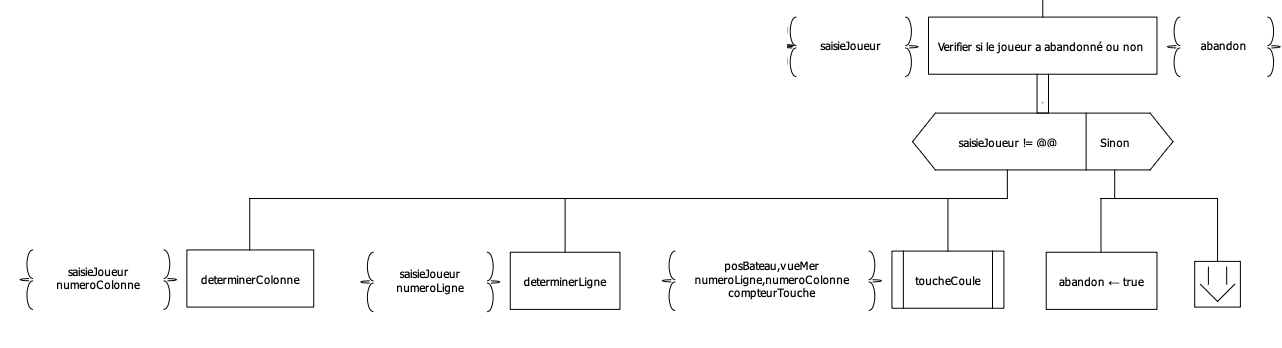 saisieJoueur
Verifier si le joueur a abandonné ou non
abandon
saisieJoueur != @@
Sinon
saisieJoueur
numeroColonne
determinerColonne
saisieJoueur
numeroLigne
determinerLigne
posBateau,vueMer
numeroLigne,numeroColonne
compteurTouche
toucheCoule
abandon ← true